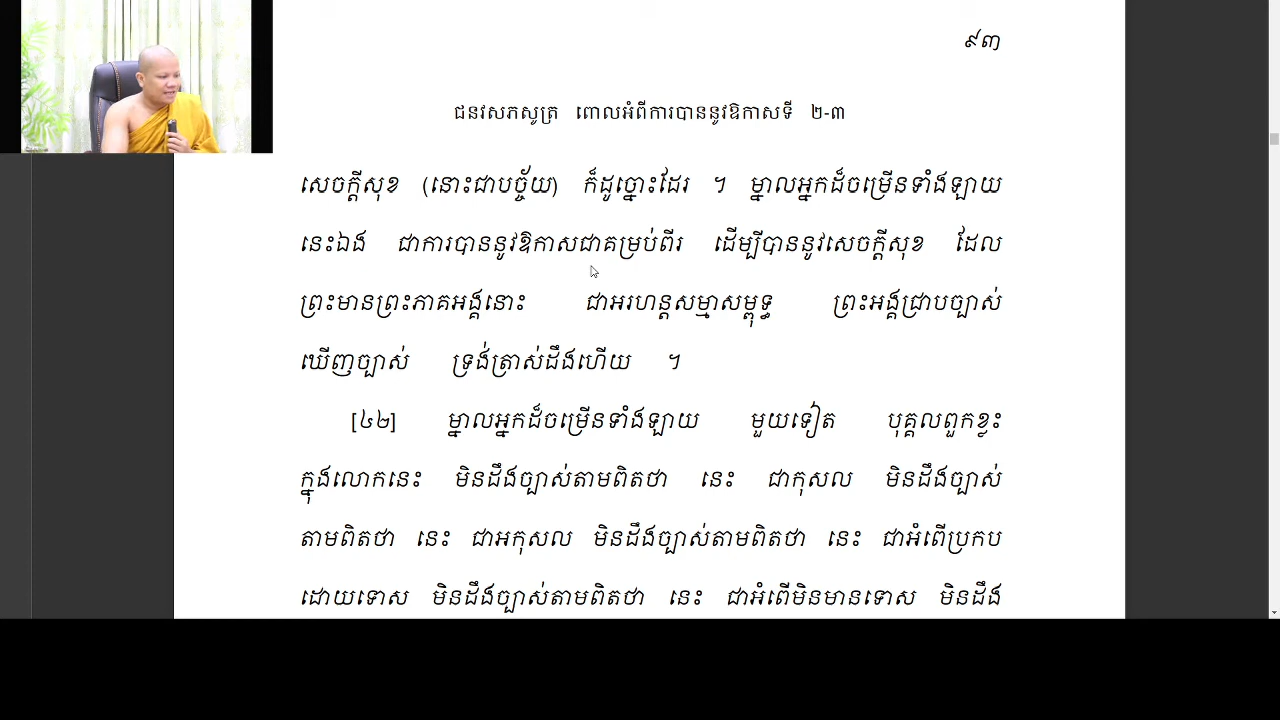 ៩៣
ជនវសភសូត្រ ពោលអំពីការបាននូវឱកាសទី ២-៣
សេចក្តីសុខ (នោះជាបច្ច័យ) ក៏ដូច្នោះដែរ ។ ម្នាលអ្នកដ៏ចម្រើនទាំងឡាយ
នេះឯង ជាការបាននូវឱកាសជាគម្រប់ពីរ ដើម្បីបាននូវសេចក្តីសុខ ដែល
ព្រះមានព្រះភាគអង្គនោះ ជាអរហន្តសម្មាសម្ពុទ្ធ ព្រះអង្គជ្រាបច្បាស់
ឃើញច្បាស់ ទ្រង់ត្រាស់ដឹងហើយ ។
[៤២] ម្នាលអ្នកដ៏ចម្រើនទាំងឡាយ មួយទៀត បុគ្គលពួកខ្លះ
ក្នុងលោកនេះ មិនដឹងច្បាស់តាមពិតថា នេះ ជាកុសល មិនដឹងច្បាស់
តាមពិតថា នេះ ជាអកុសល មិនដឹងច្បាស់តាមពិតថា នេះ ជាអំពើប្រកប
ដោយទោស មិនដឹងច្បាស់តាមពិតថា នេះ ជាអំពើមិនមានទោស មិនដឹង